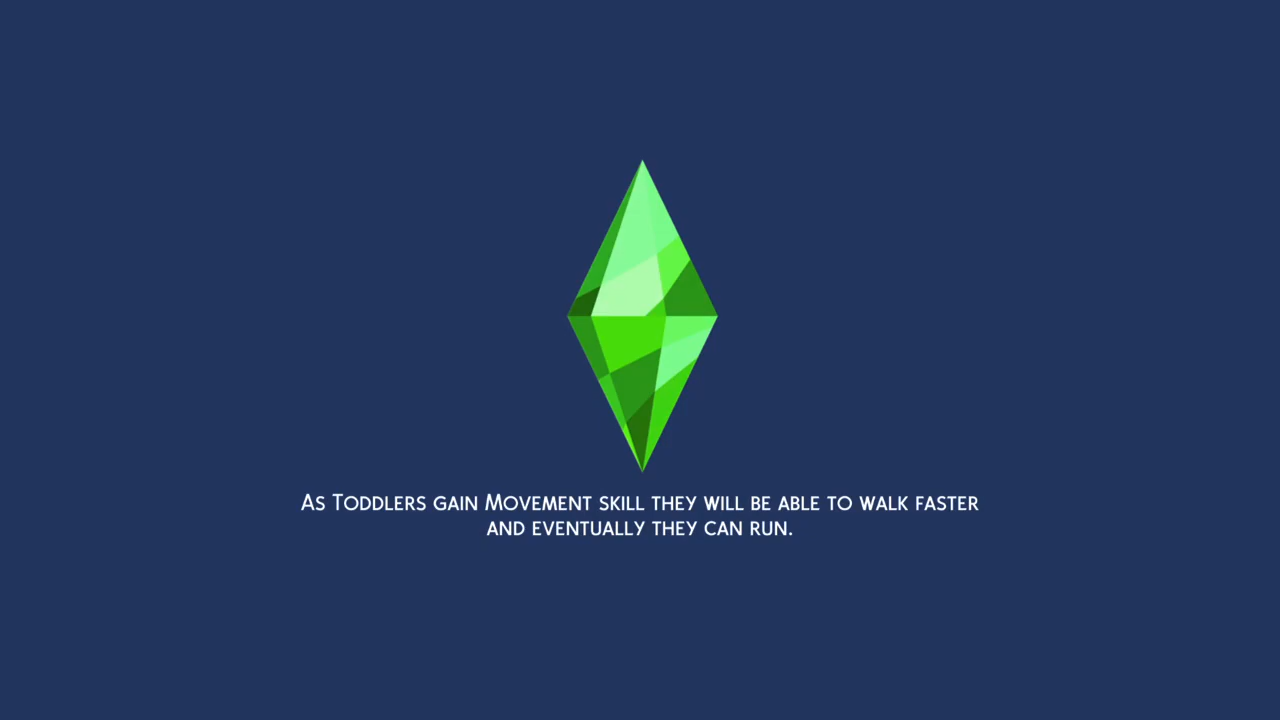 As Toddlers gain Movement skill they will be able to walk faster
and eventually they can run.